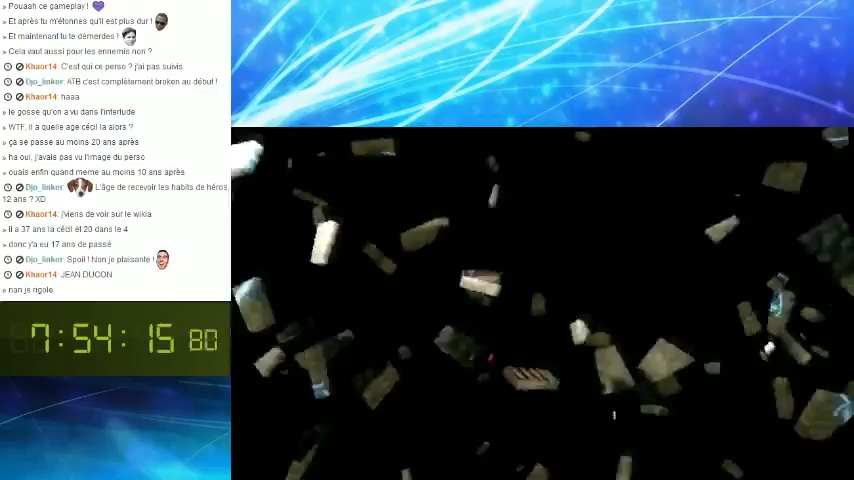 » Pouaah ce gameplay !
» Et après tu m'étonnes qu'il est plus dur !
» Et maintenant tu te démerdes !
» Cela vaut aussi pour les ennemis non ?
Khaor14: C'est qui ce perso ? j'ai pas suivis
Djo_linker: ATB c'est complètement broken au début !
Khaor14: haaa
» le gosse qu'on a vu dans l'interlude
» WTF, il a quelle age cécil la alors ?
» ça se passe au moins 20 ans après
» ha oui, j'avais pas vu l'image du perso
» ouais enfin quand meme au moins 10 ans après
Djo_linker: L'âge de recevoir les habits de héros,
12 ans ? XD
Khaor14: j'viens de voir sur le wikia
» il a 37 ans la cécil et 20 dans le 4
» donc y'a eu 17 ans de passé
Djo_linker: Spoil ! Non je plaisante !
Khaor14: JEAN DUCON
» nan je rigole
7:54:15 80